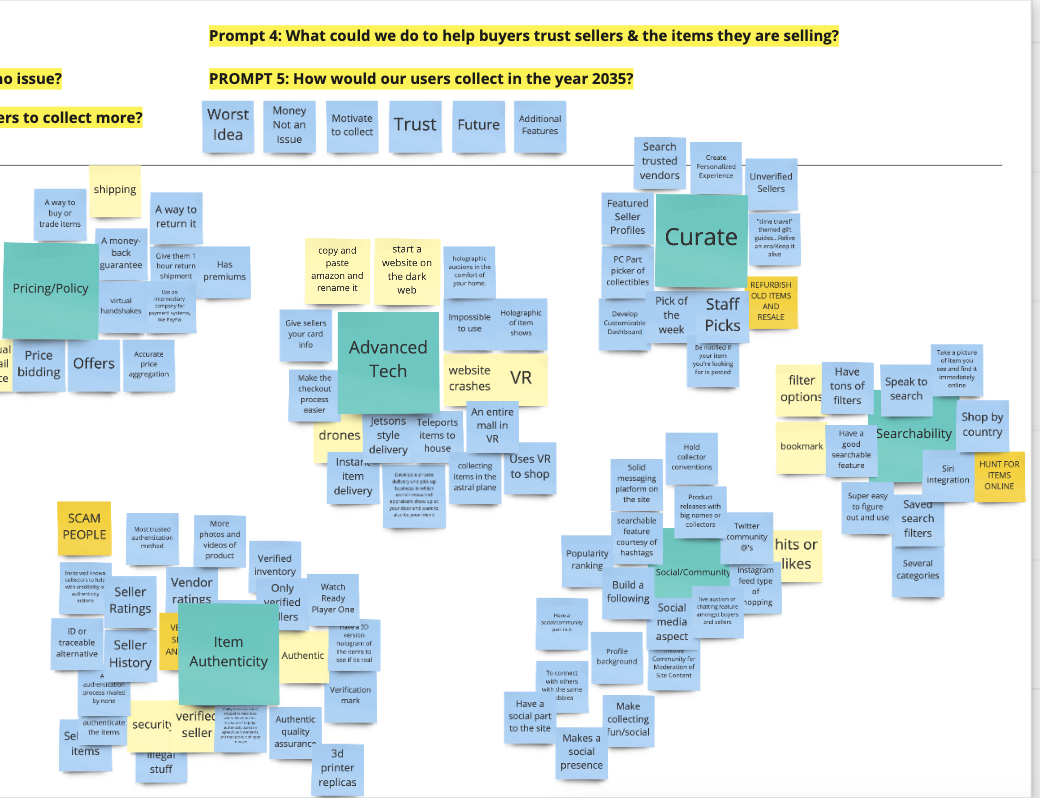 Prompt 4: What could we do to help buyers trust sellers & the items they are selling?
no issue?
PROMPT 5: How would our users collect in the year 2035?
ers to collect more?
Worst
Idea
Money
Not an
Issue
Motivate
to collect
Trust
Future
Additional
Features
shipping
A way to
buy or
trade items
A way to
return it
A money-
back
guarantee
Give them 1
hour return
shipment
Has
premiums
Pricing/Policy
virtual
handshakes
Use an
intermediary
company for
payment systems,
like PayPal
Price
bidding
Offers
Accurate
price
aggregation
copy and
paste
amazon and
rename it
start a
website on
the dark
web
holographic
auctions in the
comfort of
your home.
Give sellers
your card
info
Advanced
Tech
Impossible
to use
Holographic
of item
shows
Make the
checkout
process
easier
website
crashes
VR
drones
Jetsons
style
delivery
Teleports
items to
house
An entire
mall in
VR
Instant
item
delivery
collecting
items in the
astral plane
Uses VR
to shop
Search
trusted
vendors
Create
Personalized
Experience
Unverified
Sellers
Featured
Seller
Profiles
Curate
"time travel"
themed gift
guides...Relive
an era/Keep it
alive
PC Part
picker of
collectibles
REFURBISH
OLD ITEMS
AND
RESALE
Develop
Customizable
Dashboard
Pick of
the
week
Staff
Picks
Be notified if
your item
you're looking
for is posted
filter
options
Have
tons of
filters
Speak to
search
Take a picture
of item you
see and find it
immediately
online
bookmark
Have a
good
searchable
feature
Searchability
Shop by
country
Siri
integration
HUNT FOR
ITEMS
ONLINE
Super easy
to figure
out and use
Saved
search
filters
Several
categories
Hold
collector
conventions
Solid
messaging
platform on
the site
Product
releases with
big names or
collectors
searchable
feature
courtesy of
hashtags
Twitter
community
@'s
hits or
likes
Popularity
ranking
Social/Community
Build a
following
Instagram
feed type
of
Social
media
aspect
live auction or
chatting feature
amongst buyers
and sellers
Have a
social/community
part to it
Profile
background
Community for
Moderation of
Site Content
To connect
with others
with the same
Have a
social part
to the site
Make
collecting
fun/social
Makes a
social
presence
SCAM
PEOPLE
Most trusted
authentication
method
More
photos and
videos of
product
Verified
inventory
Invite well known
collectors to help
with credibility &
authenticity
Seller
Ratings
Vendor
ratings
Only
verified
Watch
Ready
Player One
ID or
traceable
alternative
Seller
History
Item
Authenticity
Authentic
hologram of
the items to
see if its real
authentication
process rivaled
by none
Verification
mark
authenticate
the items
items
security
verified
seller
Authentic
quality
assurance
illegal
stuff
3d
printer
replicas